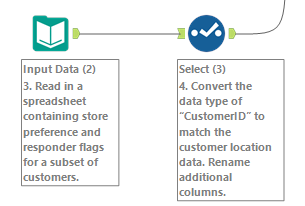 Input Data (2)
3. Read in a
spreadsheet
containing store
preference and
responder flags
for a subset of
customers.
Select (3)
4. Convert the
data type of
"CustomerID" to
match the
customer location
data. Rename
additional
columns.